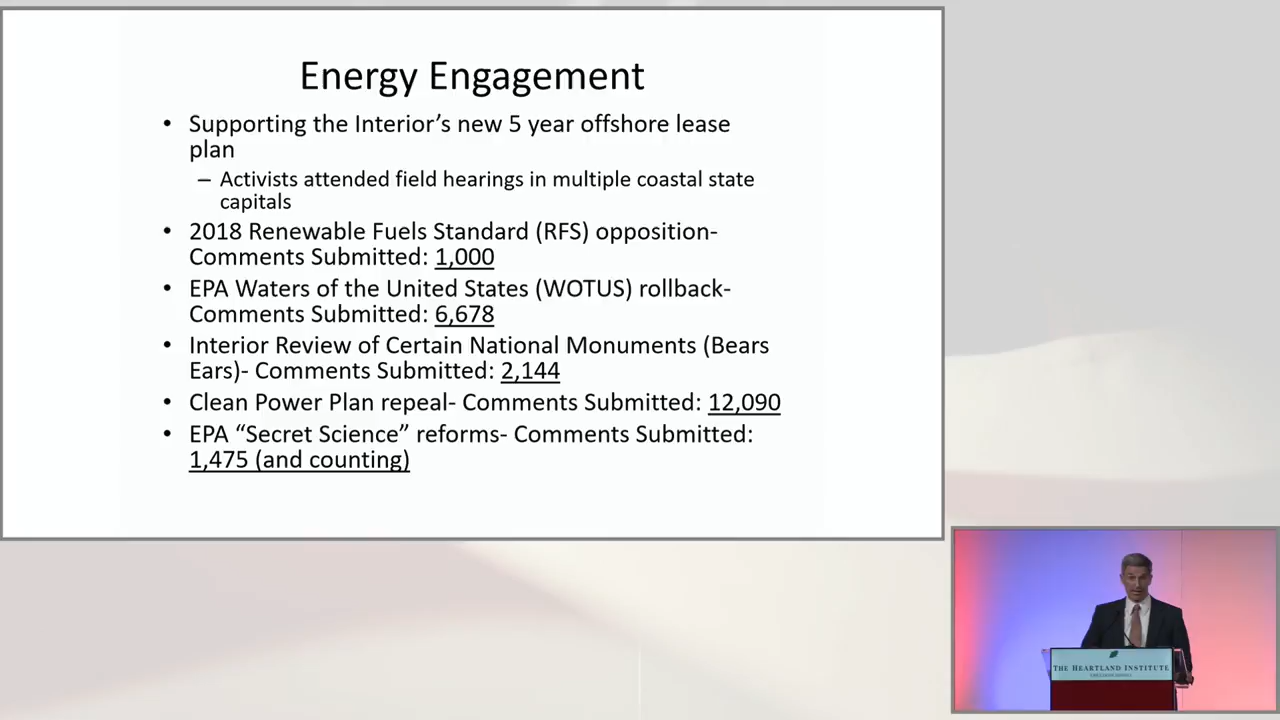 Energy Engagement
• Supporting the Interior’s new 5 year offshore lease
plan
– Activists attended field hearings in multiple coastal state
capitals
• 2018 Renewable Fuels Standard (RFS) opposition-
Comments Submitted: 1,000
• EPA Waters of the United States (WOTUS) rollback-
Comments Submitted: 6,678
• Interior Review of Certain National Monuments (Bears
Ears)- Comments Submitted: 2,144
• Clean Power Plan repeal- Comments Submitted: 12,090
• EPA “Secret Science” reforms- Comments Submitted:
1,475 (and counting)
THE HEARTLAND INSTITUTE